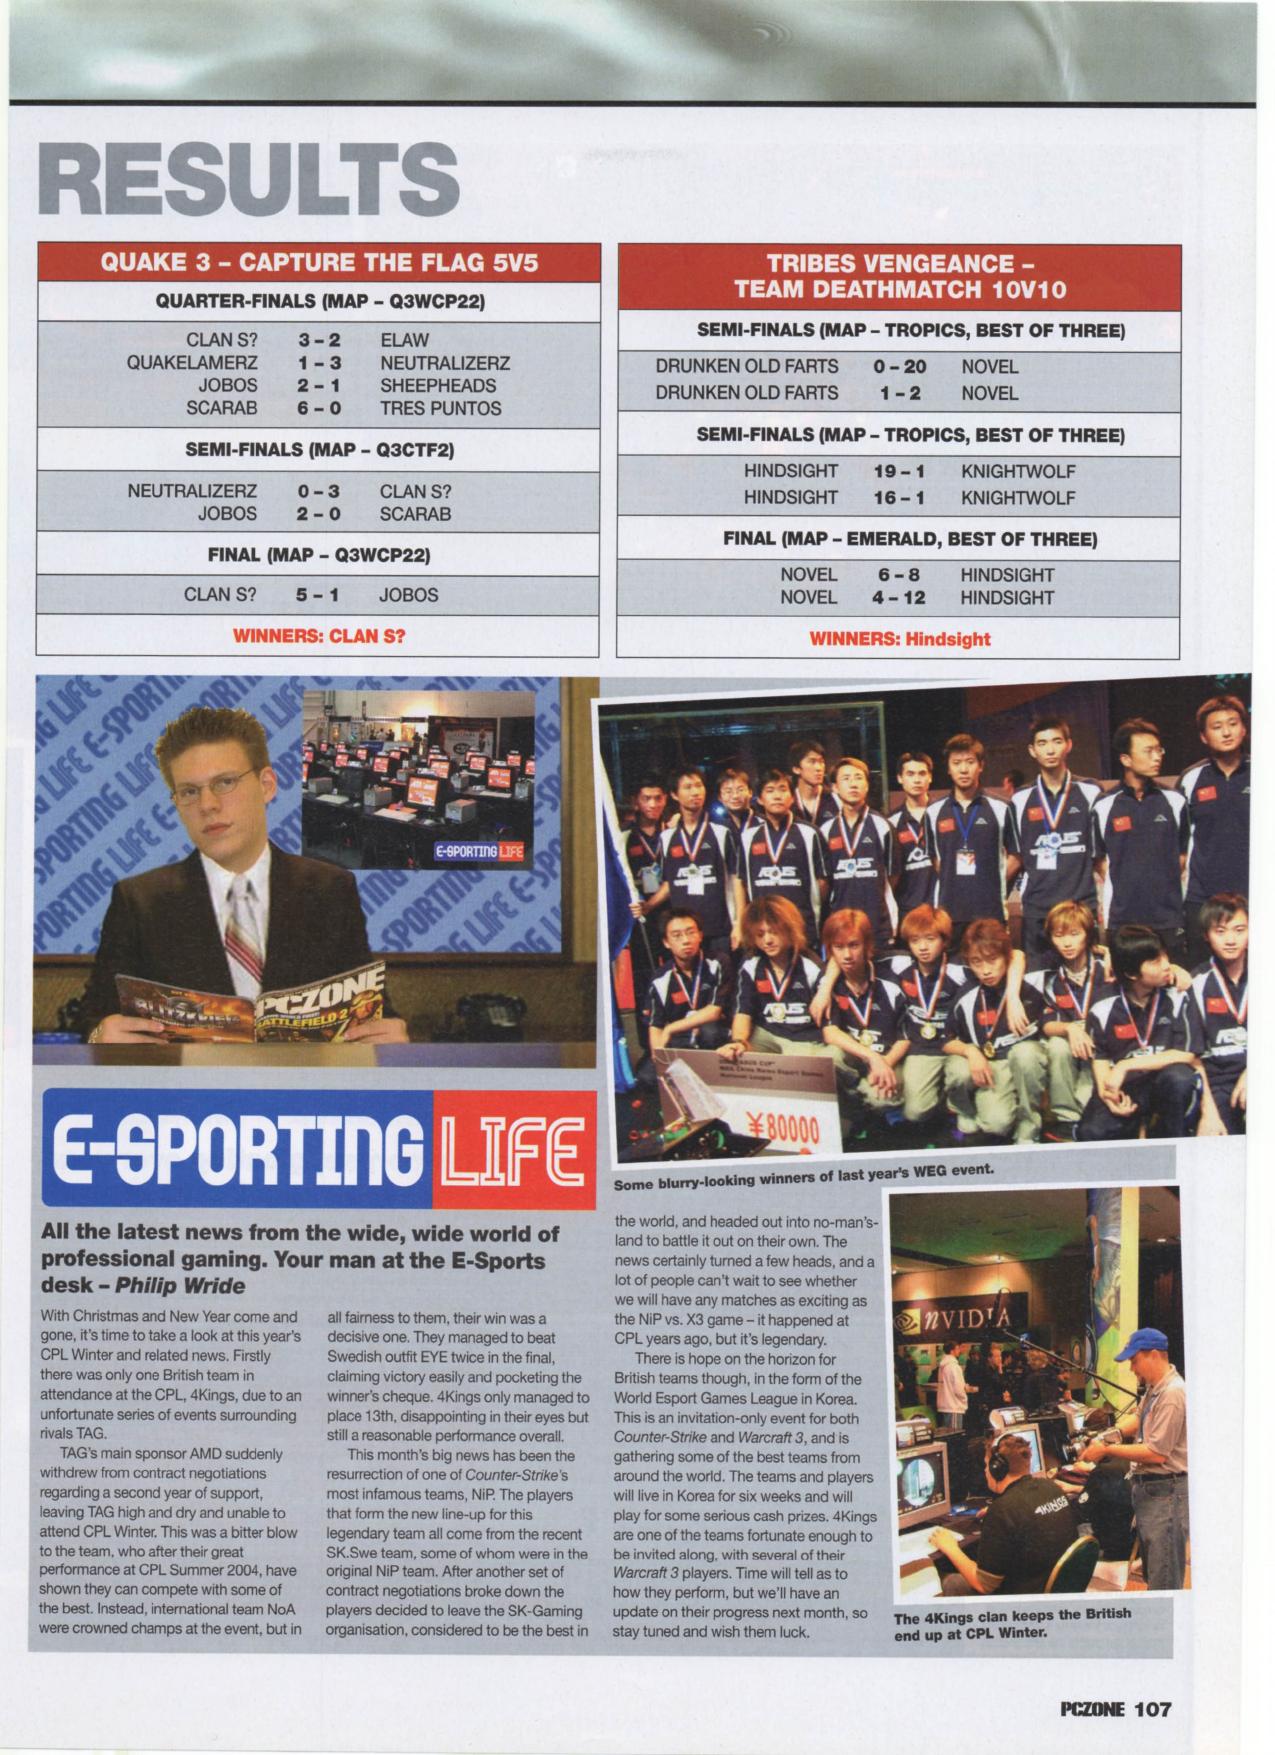 RESULTS
QUAKE 3 – CAPTURE THE FLAG 5V5
QUARTER-FINALS (MAP – Q3WCP22)
CLAN S? 3 – 2 ELAW
QUAKELAMERZ 1 – 3 NEUTRALIZERZ
JOBOS 2 – 1 SHEEPHEADS
SCARAB 6 – 0 TRES PUNTOS
SEMI-FINALS (MAP – Q3CTF2)
NEUTRALIZERZ 0 – 3 CLAN S?
JOBOS 2 – 0 SCARAB
FINAL (MAP – Q3WCP22)
CLAN S? 5 – 1 JOBOS
WINNERS: CLAN S?
TRIBES VENGEANCE –
TEAM DEATHMATCH 10V10
SEMI-FINALS (MAP – TROPICS, BEST OF THREE)
DRUNKEN OLD FARTS 0 – 20 NOVEL
DRUNKEN OLD FARTS 1 – 2 NOVEL
SEMI-FINALS (MAP – TROPICS, BEST OF THREE)
HINDSIGHT 19 – 1 KNIGHTWOLF
HINDSIGHT 16 – 1 KNIGHTWOLF
FINAL (MAP – EMERALD, BEST OF THREE)
NOVEL 6 – 8 HINDSIGHT
NOVEL 4 – 12 HINDSIGHT
WINNERS: Hindsight
E-SPORTING LIFE
PCZONE
BATTLEFIELD 2
¥80000
E-SPORTING LIFE
All the latest news from the wide, wide world of
professional gaming. Your man at the E-Sports
desk – Philip Wride
With Christmas and New Year come and
gone, it's time to take a look at this year's
CPL Winter and related news. Firstly
there was only one British team in
attendance at the CPL, 4Kings, due to an
unfortunate series of events surrounding
rivals TAG.
TAG's main sponsor AMD suddenly
withdrew from contract negotiations
regarding a second year of support,
leaving TAG high and dry and unable to
attend CPL Winter. This was a bitter blow
to the team, who after their great
performance at CPL Summer 2004, have
shown they can compete with some of
the best. Instead, international team NoA
were crowned champs at the event, but in
all fairness to them, their win was a
decisive one. They managed to beat
Swedish outfit EYE twice in the final,
claiming victory easily and pocketing the
winner's cheque. 4Kings only managed to
place 13th, disappointing in their eyes but
still a reasonable performance overall.
This month's big news has been the
resurrection of one of Counter-Strike's
most infamous teams, NiP. The players
that form the new line-up for this
legendary team all come from the recent
SK.Swe team, some of whom were in the
original NiP team. After another set of
contract negotiations broke down the
players decided to leave the SK-Gaming
organisation, considered to be the best in
Some blurry-looking winners of last year's WEG event.
the world, and headed out into no-man's-
land to battle it out on their own. The
news certainly turned a few heads, and a
lot of people can't wait to see whether
we will have any matches as exciting as
the NiP vs. X3 game – it happened at
CPL years ago, but it's legendary.
There is hope on the horizon for
British teams though, in the form of the
World Esport Games League in Korea.
This is an invitation-only event for both
Counter-Strike and Warcraft 3, and is
gathering some of the best teams from
around the world. The teams and players
will live in Korea for six weeks and will
play for some serious cash prizes. 4Kings
are one of the teams fortunate enough to
be invited along, with several of their
Warcraft 3 players. Time will tell as to
how they perform, but we'll have an
update on their progress next month, so
stay tuned and wish them luck.
NVIDIA
4KINGS
The 4Kings clan keeps the British
end up at CPL Winter.
PCZONE 107